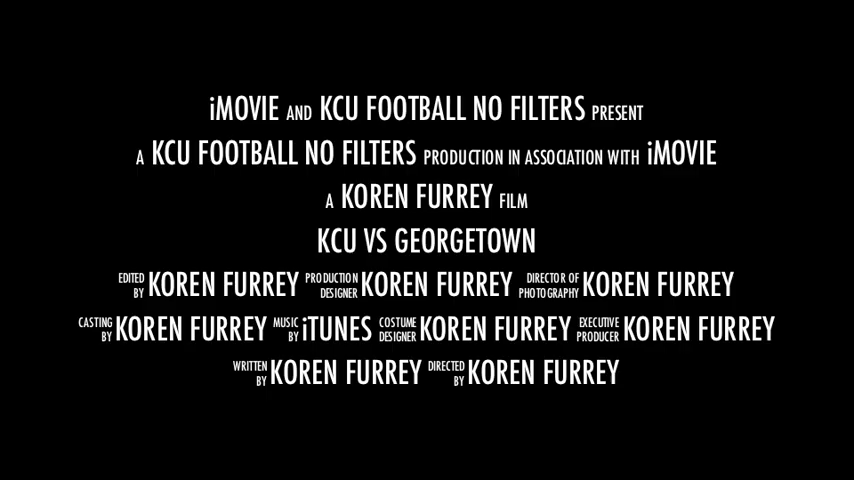 iMOVIE AND KCU FOOTBALL NO FILTERS PRESENT
A KCU FOOTBALL NO FILTERS PRODUCTION IN ASSOCIATION WITH iMOVIE
A KOREN FURREY FILM
KCU VS GEORGETOWN
EDITED BY KOREN FURREY PRODUCTION DESIGNER KOREN FURREY DIRECTOR OF PHOTOGRAPHY KOREN FURREY
CASTING BY KOREN FURREY MUSIC BY iTUNES COSTUME DESIGNER KOREN FURREY EXECUTIVE PRODUCER KOREN FURREY
WRITTEN BY KOREN FURREY DIRECTED BY KOREN FURREY